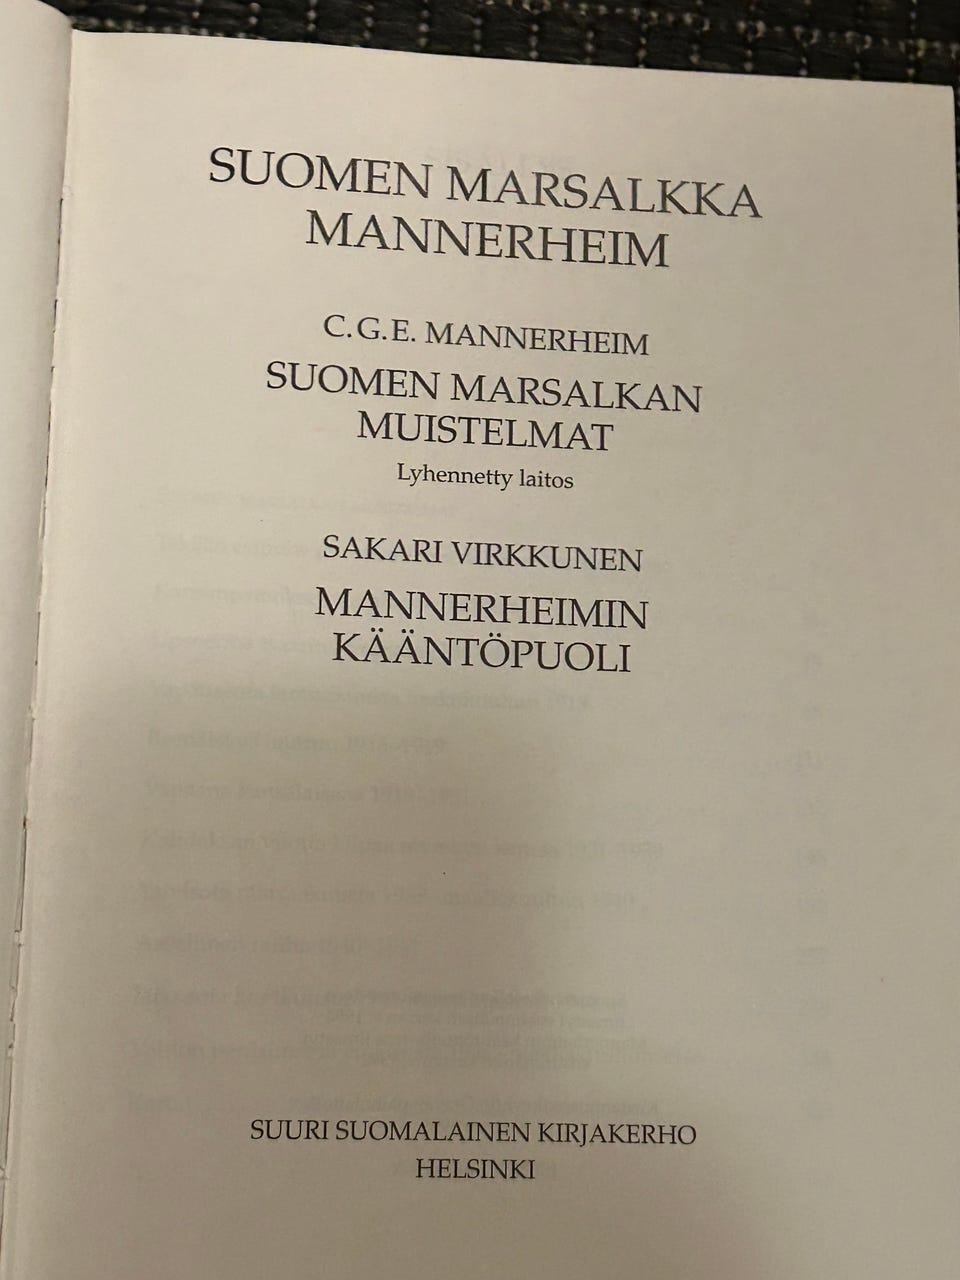 SUOMEN MARSALKKA
MANNERHEIM
C.G.E. MANNERHEIM
SUOMEN MARSALKAN
MUISTELMAT
Lyhennetty laitos
SAKARI VIRKKUNEN
MANNERHEIMIN
KÄÄNTÖPUOLI
SUURI SUOMALAINEN KIRJAKERHO
HELSINKI